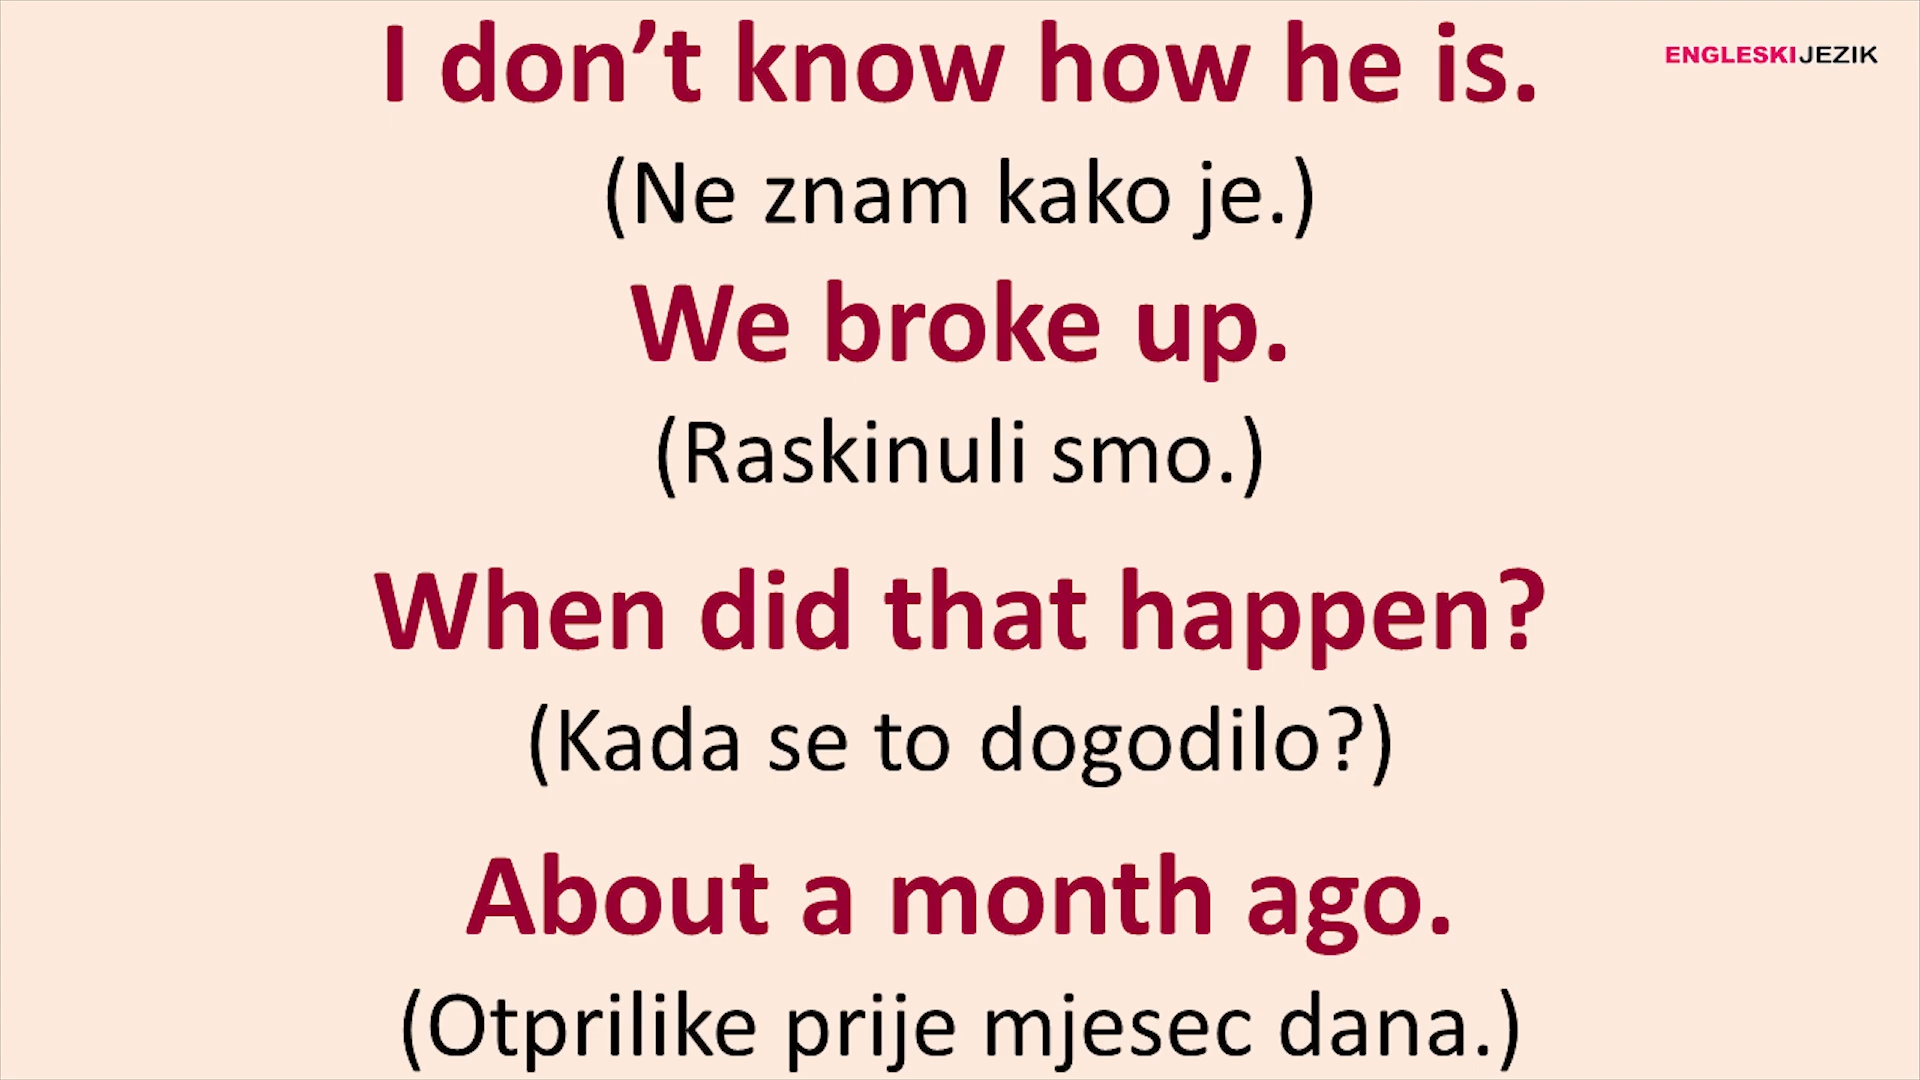 I don’t know how he is.
ENGLESKIJEZIK
(Ne znam kako je.)
We broke up.
(Raskinuli smo.)
When did that happen?
(Kada se to dogodilo?)
About a month ago.
(Otprilike prije mjesec dana.)